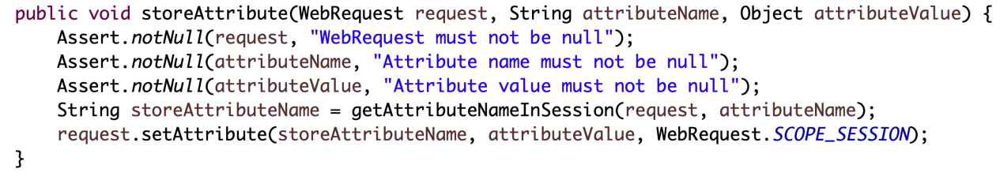 public void storeAttribute(WebRequest request, String attributeName, Object attributeValue) {
    Assert.notNull(request, "WebRequest must not be null");
    Assert.notNull(attributeName, "Attribute name must not be null");
    Assert.notNull(attributeValue, "Attribute value must not be null");
    String storeAttributeName = getAttributeNameInSession(request, attributeName);
    request.setAttribute(storeAttributeName, attributeValue, WebRequest.SCOPE_SESSION);
}